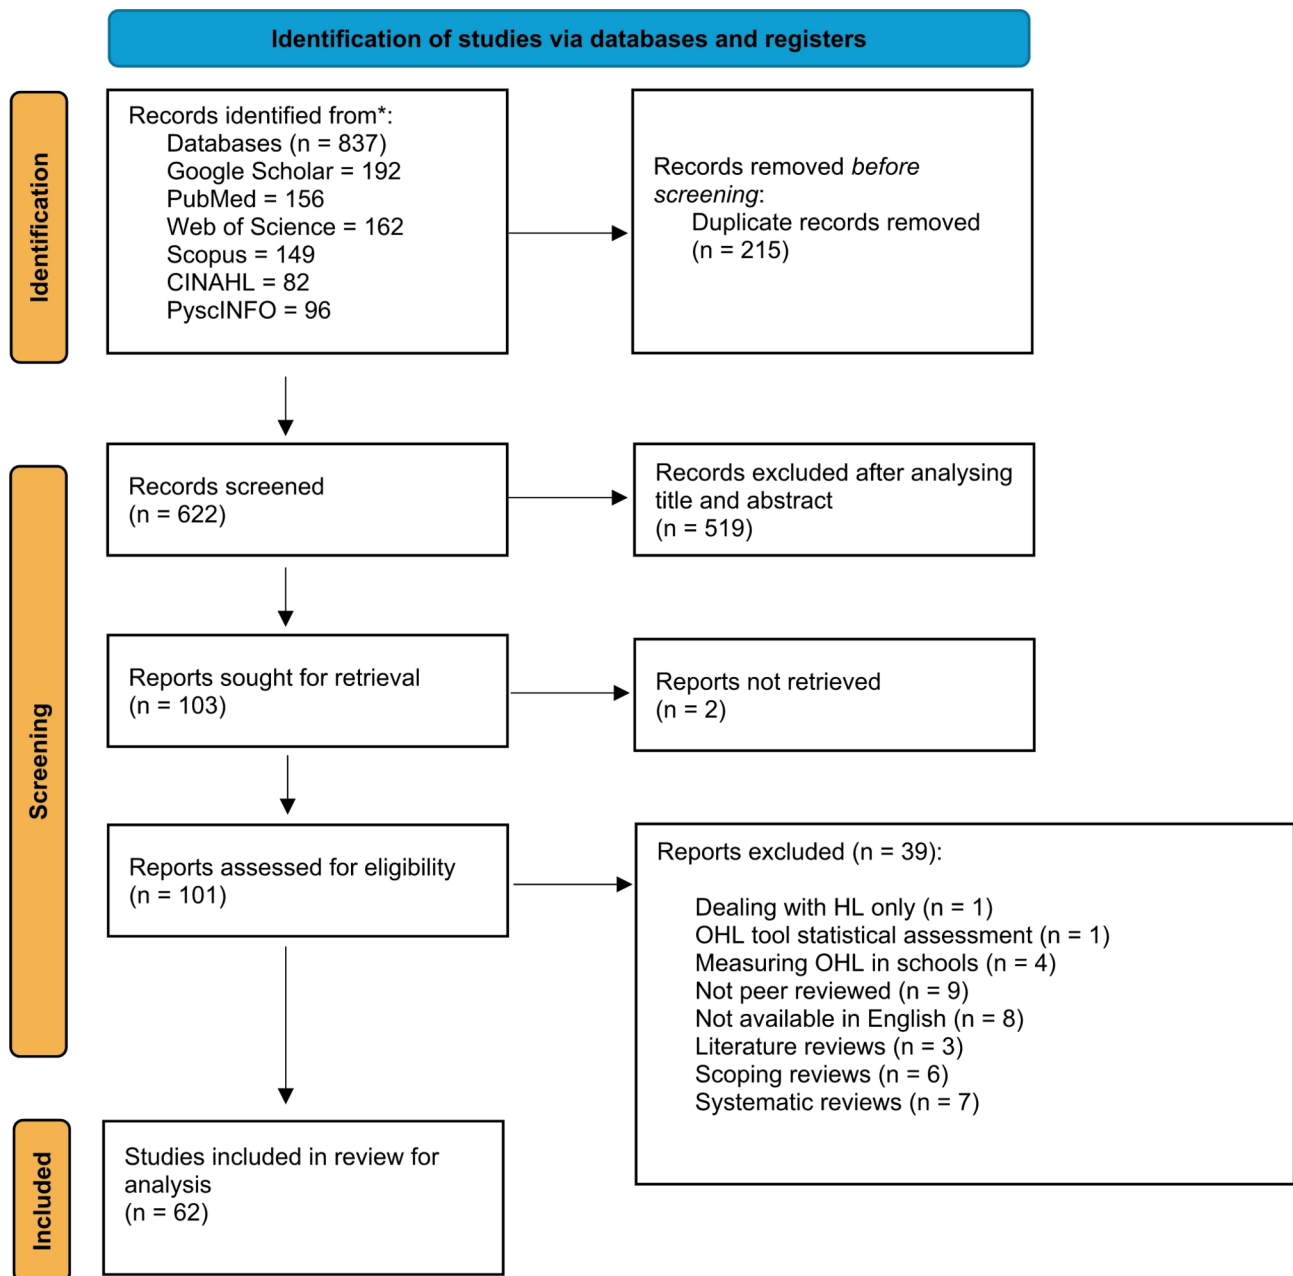 Identification of studies via databases and registers
Identification
Records identified from*:
Databases (n = 837)
Google Scholar = 192
PubMed = 156
Web of Science = 162
Scopus = 149
CINAHL = 82
PyscINFO = 96
Records removed before
screening:
Duplicate records removed
(n = 215)
Screening
Records screened
(n = 622)
Records excluded after analysing
title and abstract
(n = 519)
Reports sought for retrieval
(n = 103)
Reports not retrieved
(n = 2)
Reports assessed for eligibility
(n = 101)
Reports excluded (n = 39):
Dealing with HL only (n = 1)
OHL tool statistical assessment (n = 1)
Measuring OHL in schools (n = 4)
Not peer reviewed (n = 9)
Not available in English (n = 8)
Literature reviews (n = 3)
Scoping reviews (n = 6)
Systematic reviews (n = 7)
Included
Studies included in review for
analysis
(n = 62)